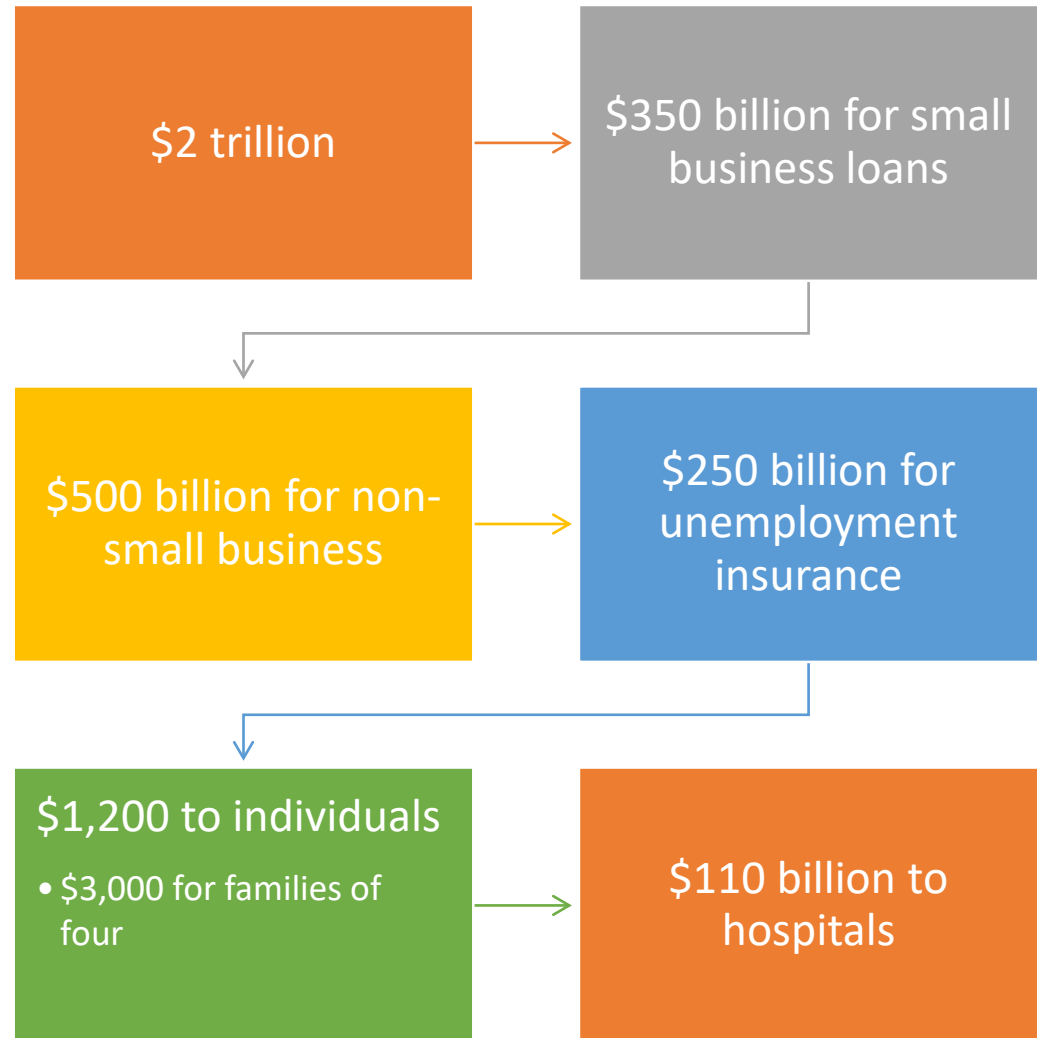 $2 trillion
$350 billion for small
business loans
$500 billion for non-
small business
$250 billion for
unemployment
insurance
$1,200 to individuals
• $3,000 for families of
four
$110 billion to
hospitals